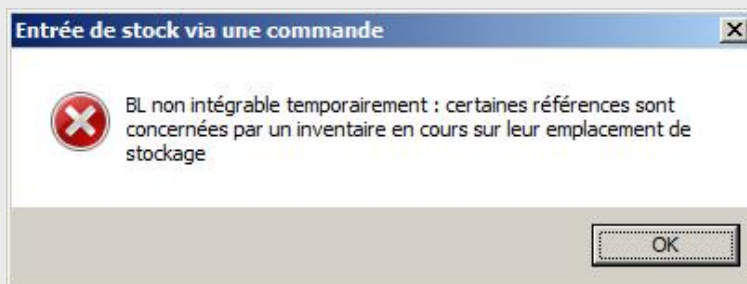 Entrée de stock via une commande
BL non intégrable temporairement : certaines références sont
concernées par un inventaire en cours sur leur emplacement de
stockage
OK